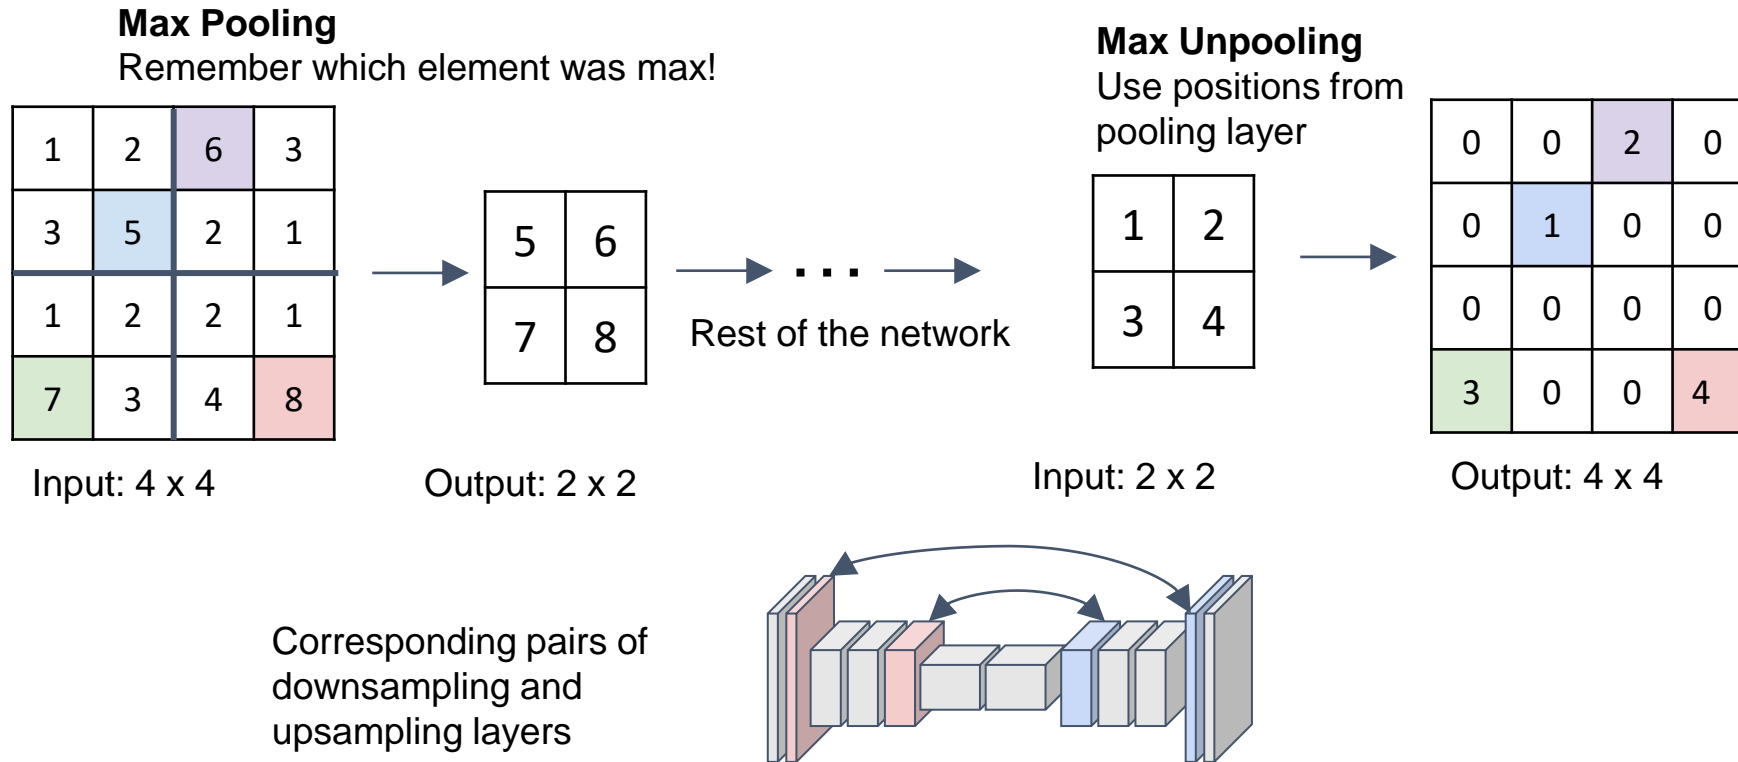 Max Pooling
Remember which element was max!
1 2 6 3
3 5 2 1
1 2 2 1
7 3 4 8
Input: 4 x 4
5 6
7 8
Output: 2 x 2
...
Rest of the network
Max Unpooling
Use positions from
pooling layer
1 2
3 4
Input: 2 x 2
0 0 2 0
0 1 0 0
0 0 0 0
3 0 0 4
Output: 4 x 4
Corresponding pairs of
downsampling and
upsampling layers